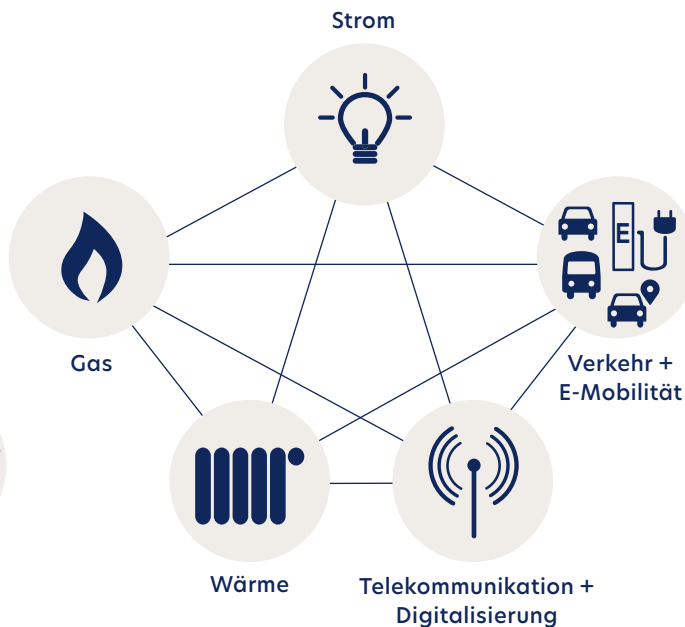 Strom
E
Gas
Verkehr +
E-Mobilität
Wärme
Telekommunikation +
Digitalisierung